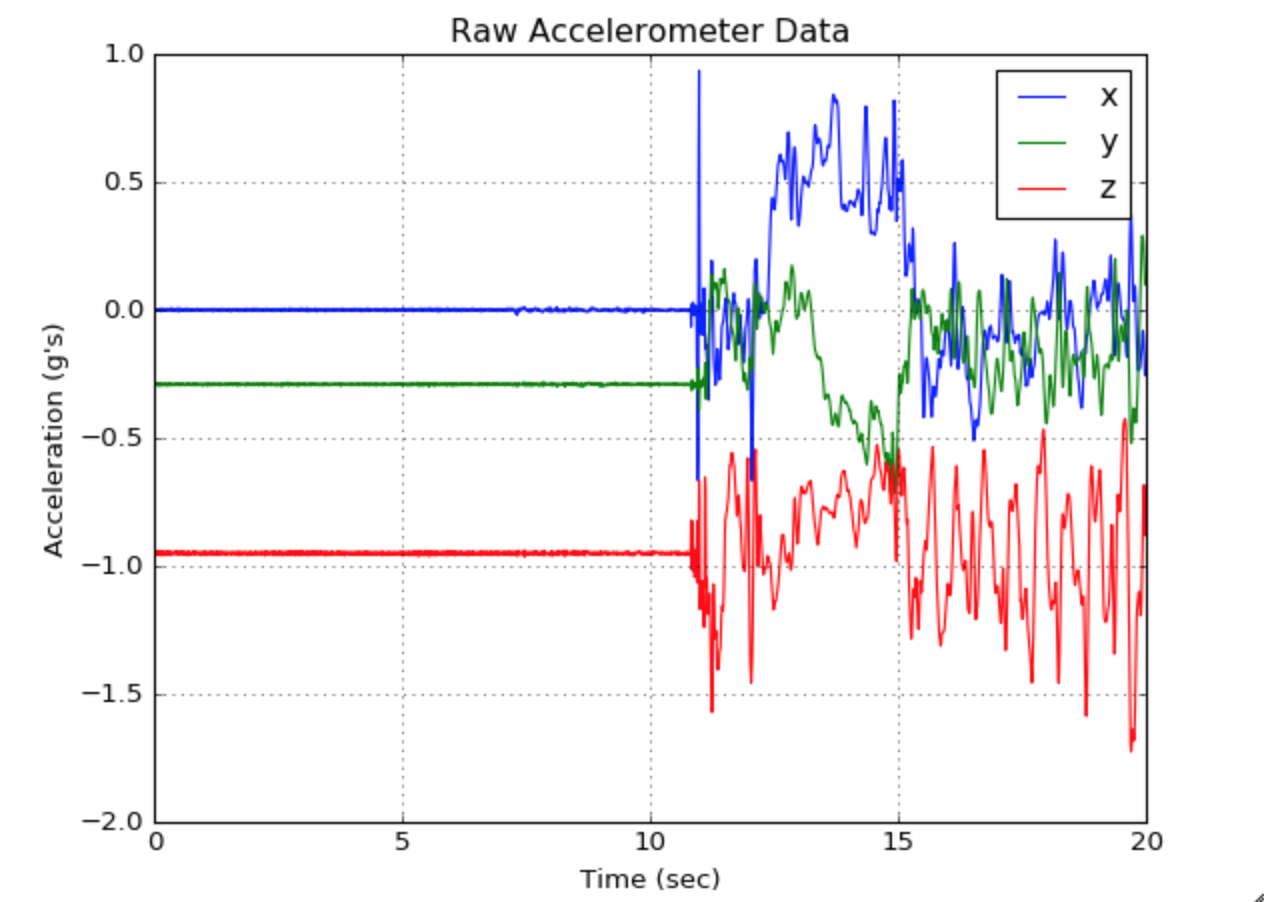 Raw Accelerometer Data
1.0
0.5
0.0
−0.5
−1.0
−1.5
−2.0
Acceleration (g's)
x
y
z
0 5 10 15 20
Time (sec)